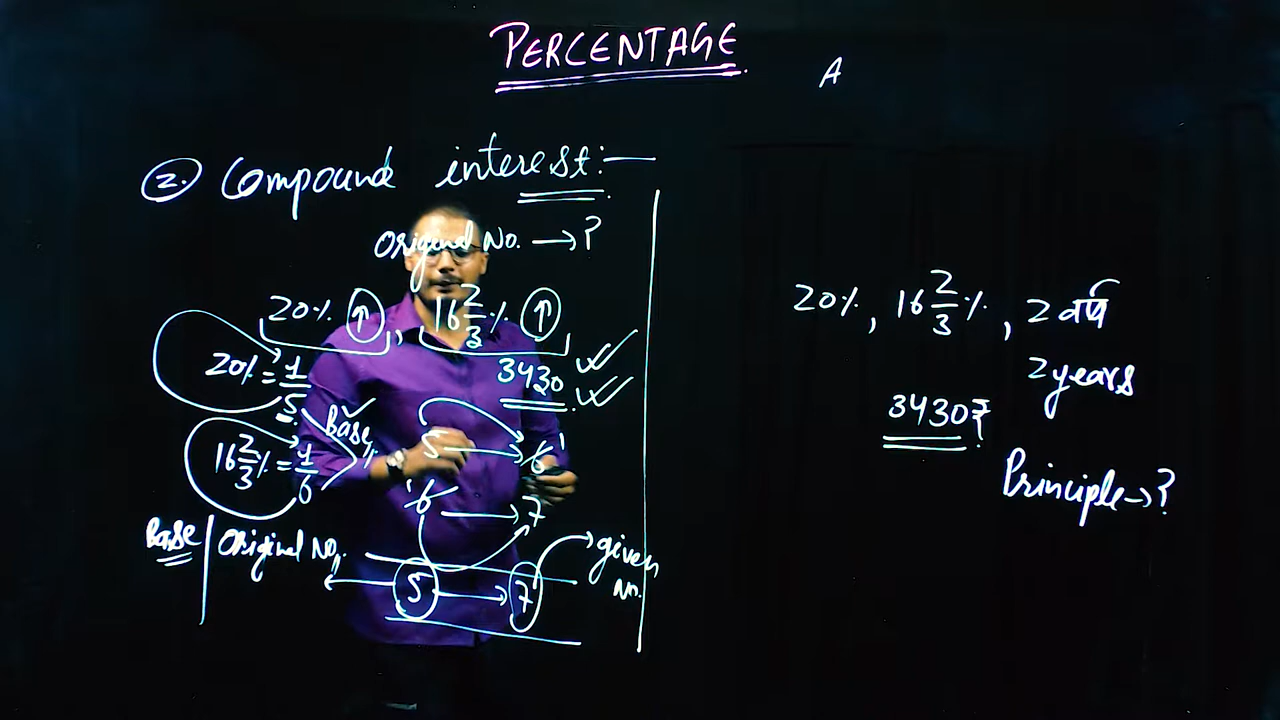 PERCENTAGE
A
2. Compound interest:—
Original No. → ?
20% ↑, 16 2/3 % ↑
20% = 1/5
3430
Base
5 → 6 1
16 2/3 % = 1/6
1 6 → 7
Base | Original No.
5 → 7
given no.
20%, 16 2/3 %, 2 वर्ष
2 years
3430₹
Principle → ?